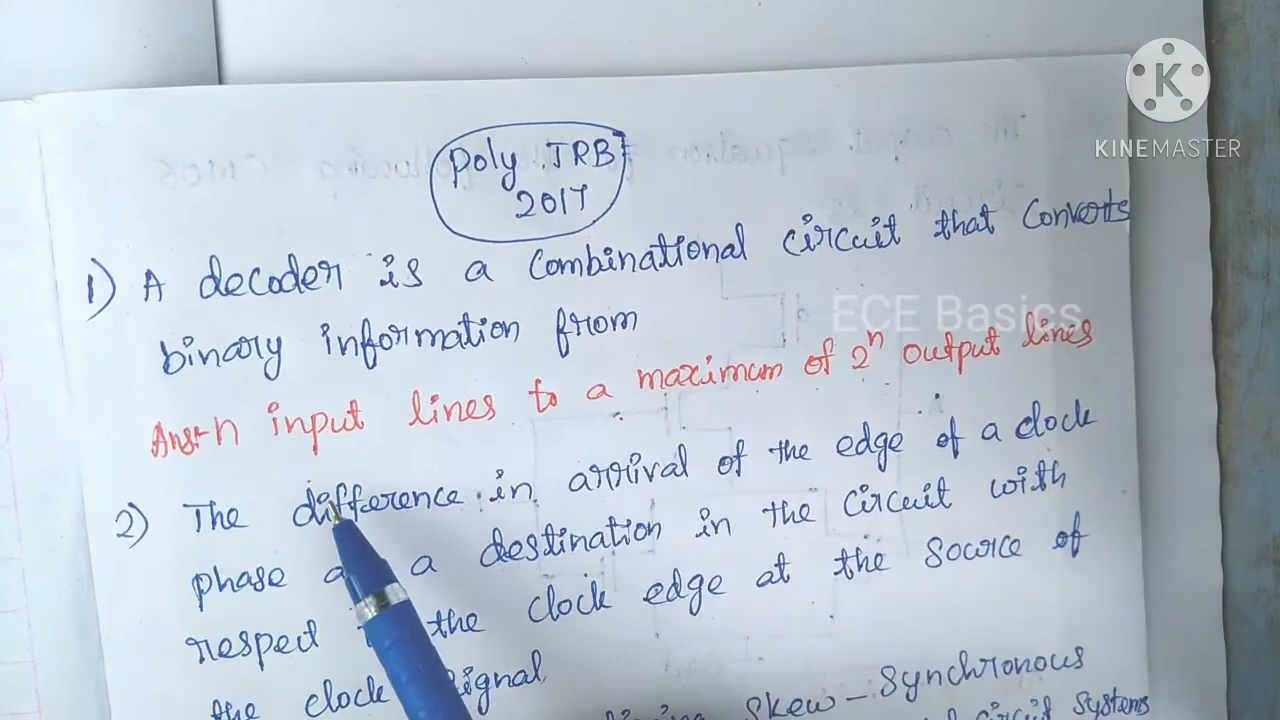 KINEMASTER
Poly TRB
2017
1) A decoder is a combinational circuit that converts
ECE Basics
binary information from
Ans:- n input lines to a maximum of 2^n output lines
2) The difference in arrival of the edge of a clock
phase a destination in the circuit with
respect the clock edge at the source of
the clock signal
skew - synchronous
circuit systems